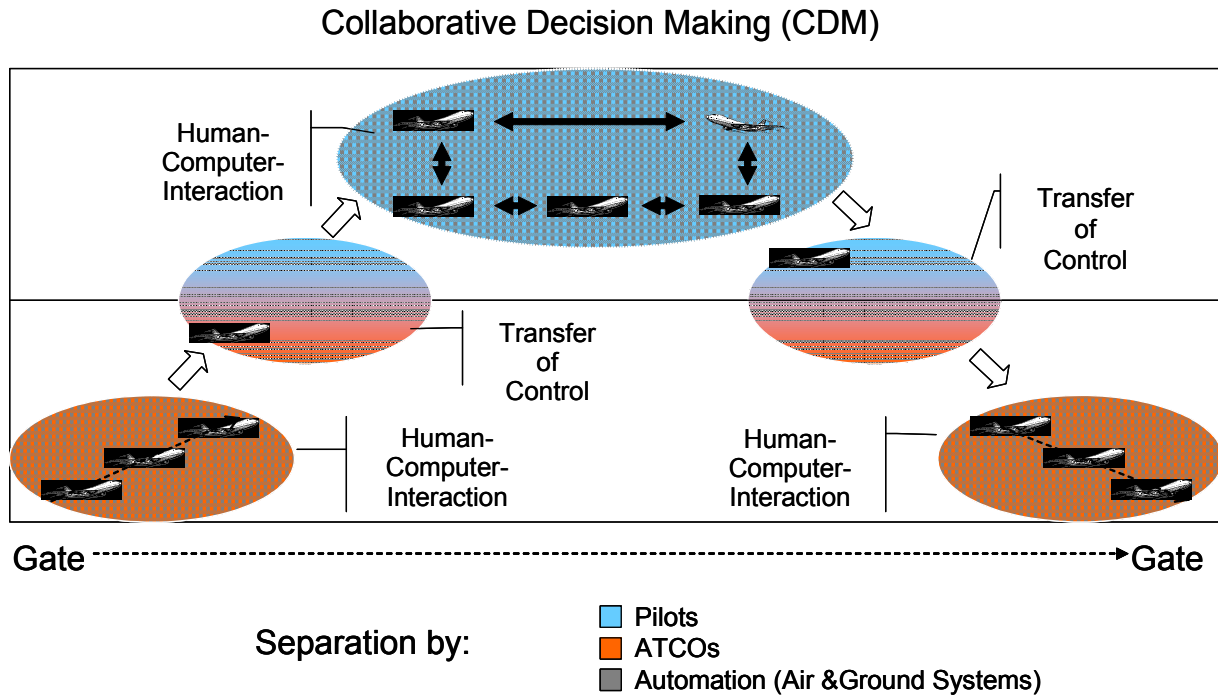 Collaborative Decision Making (CDM)
Human-
Computer-
Interaction
Transfer
of
Control
Transfer
of
Control
Human-
Computer-
Interaction
Human-
Computer-
Interaction
Gate
Gate
Separation by:
Pilots
ATCOs
Automation (Air &Ground Systems)